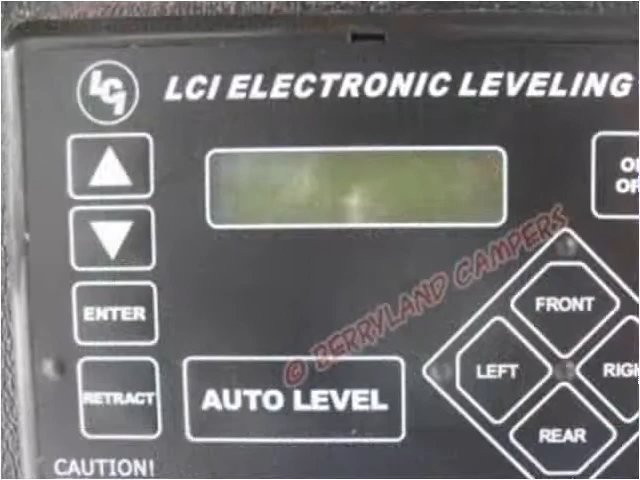 LCI
LCI ELECTRONIC LEVELING
ENTER
RETRACT
AUTO LEVEL
FRONT
LEFT
REAR
CAUTION!
© BERRYLAND CAMPERS